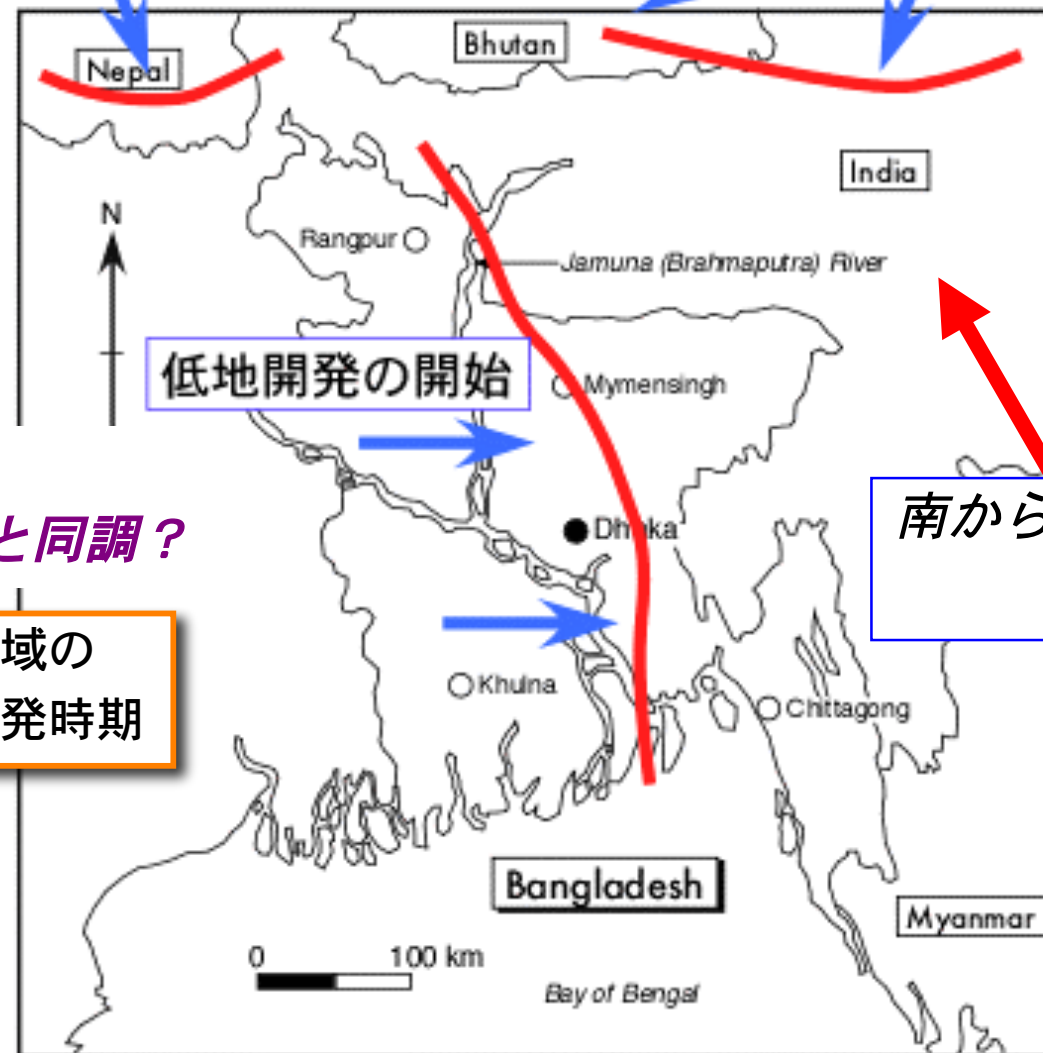 Nepal
Bhutan
India
N
Rangpur
Jamuna (Brahmaputra) River
低地開発の開始
Mymensingh
南から
と同調？
Dhaka
域の
発時期
Khulna
Chittagong
Bangladesh
Myanmar
0 100 km
Bay of Bengal